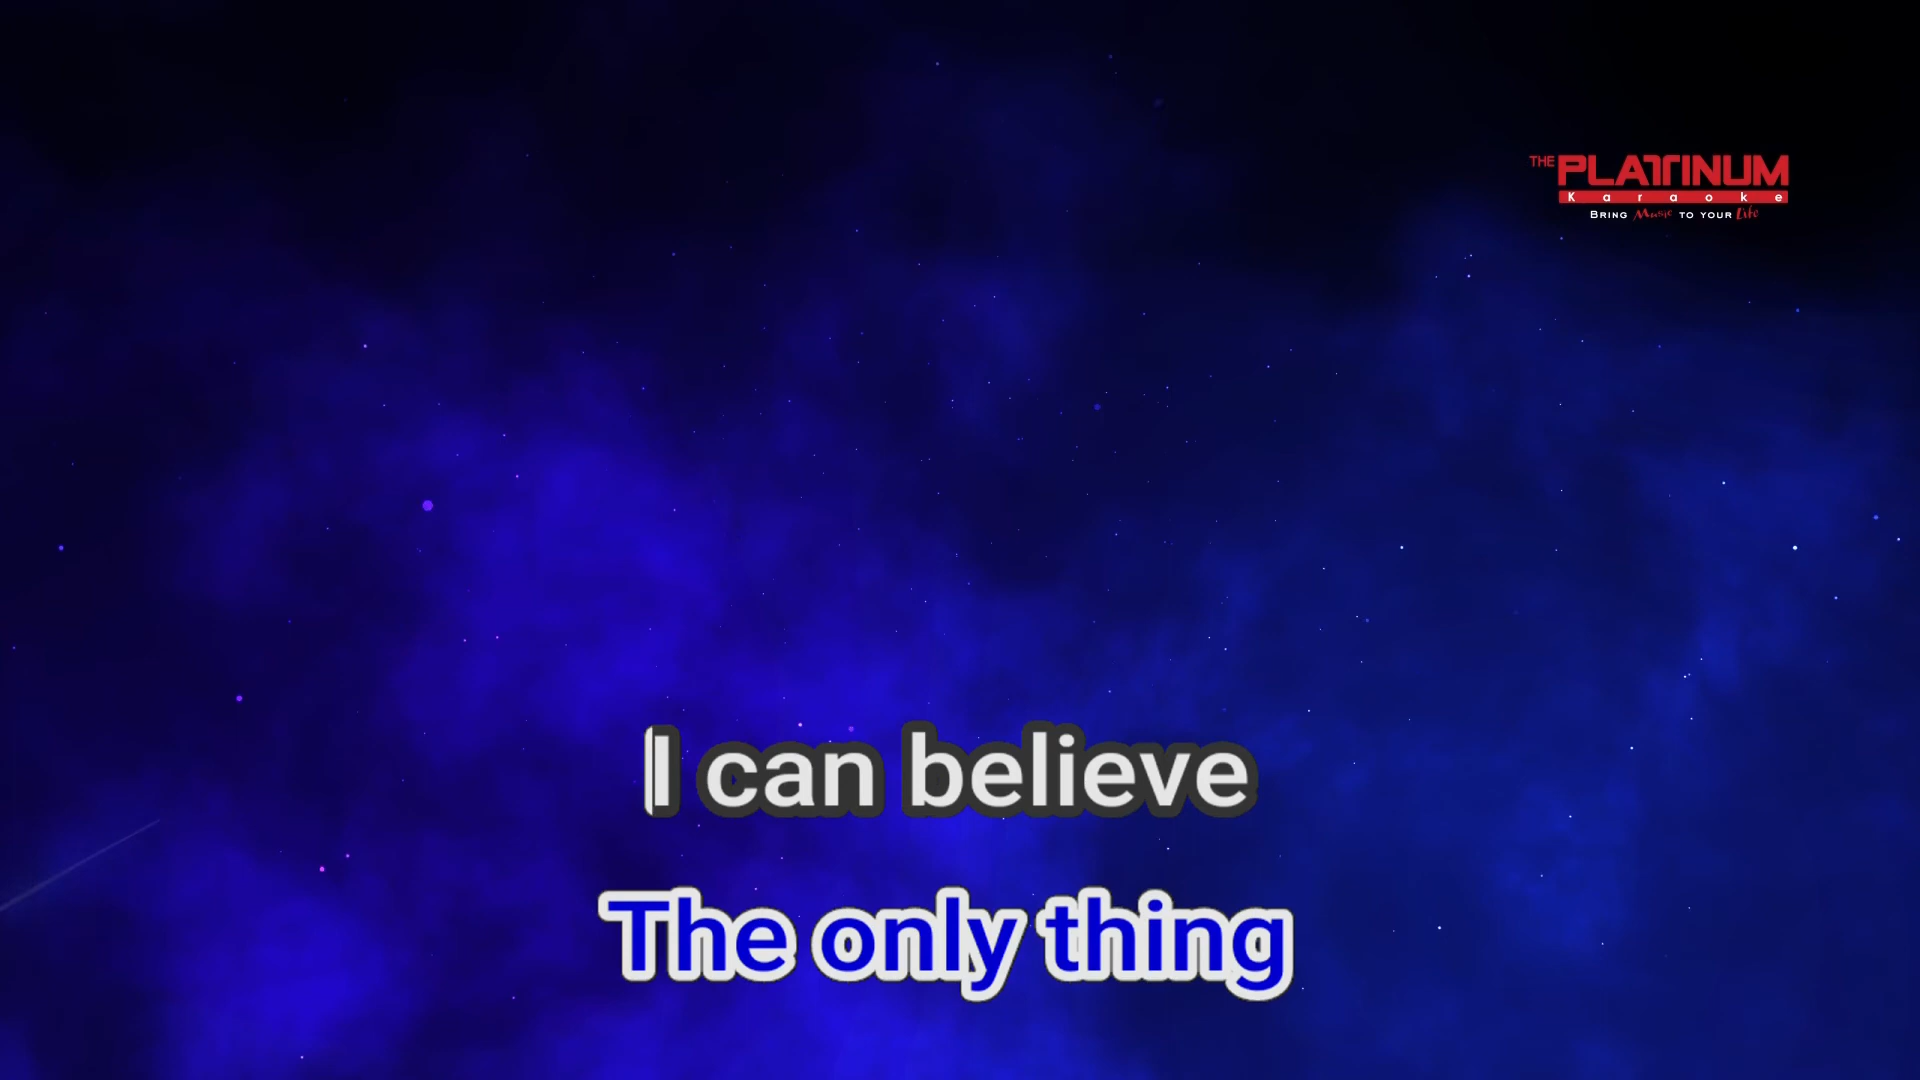 THE PLATINUM
Karaoke
BRING Music TO YOUR Life
I can believe
The only thing